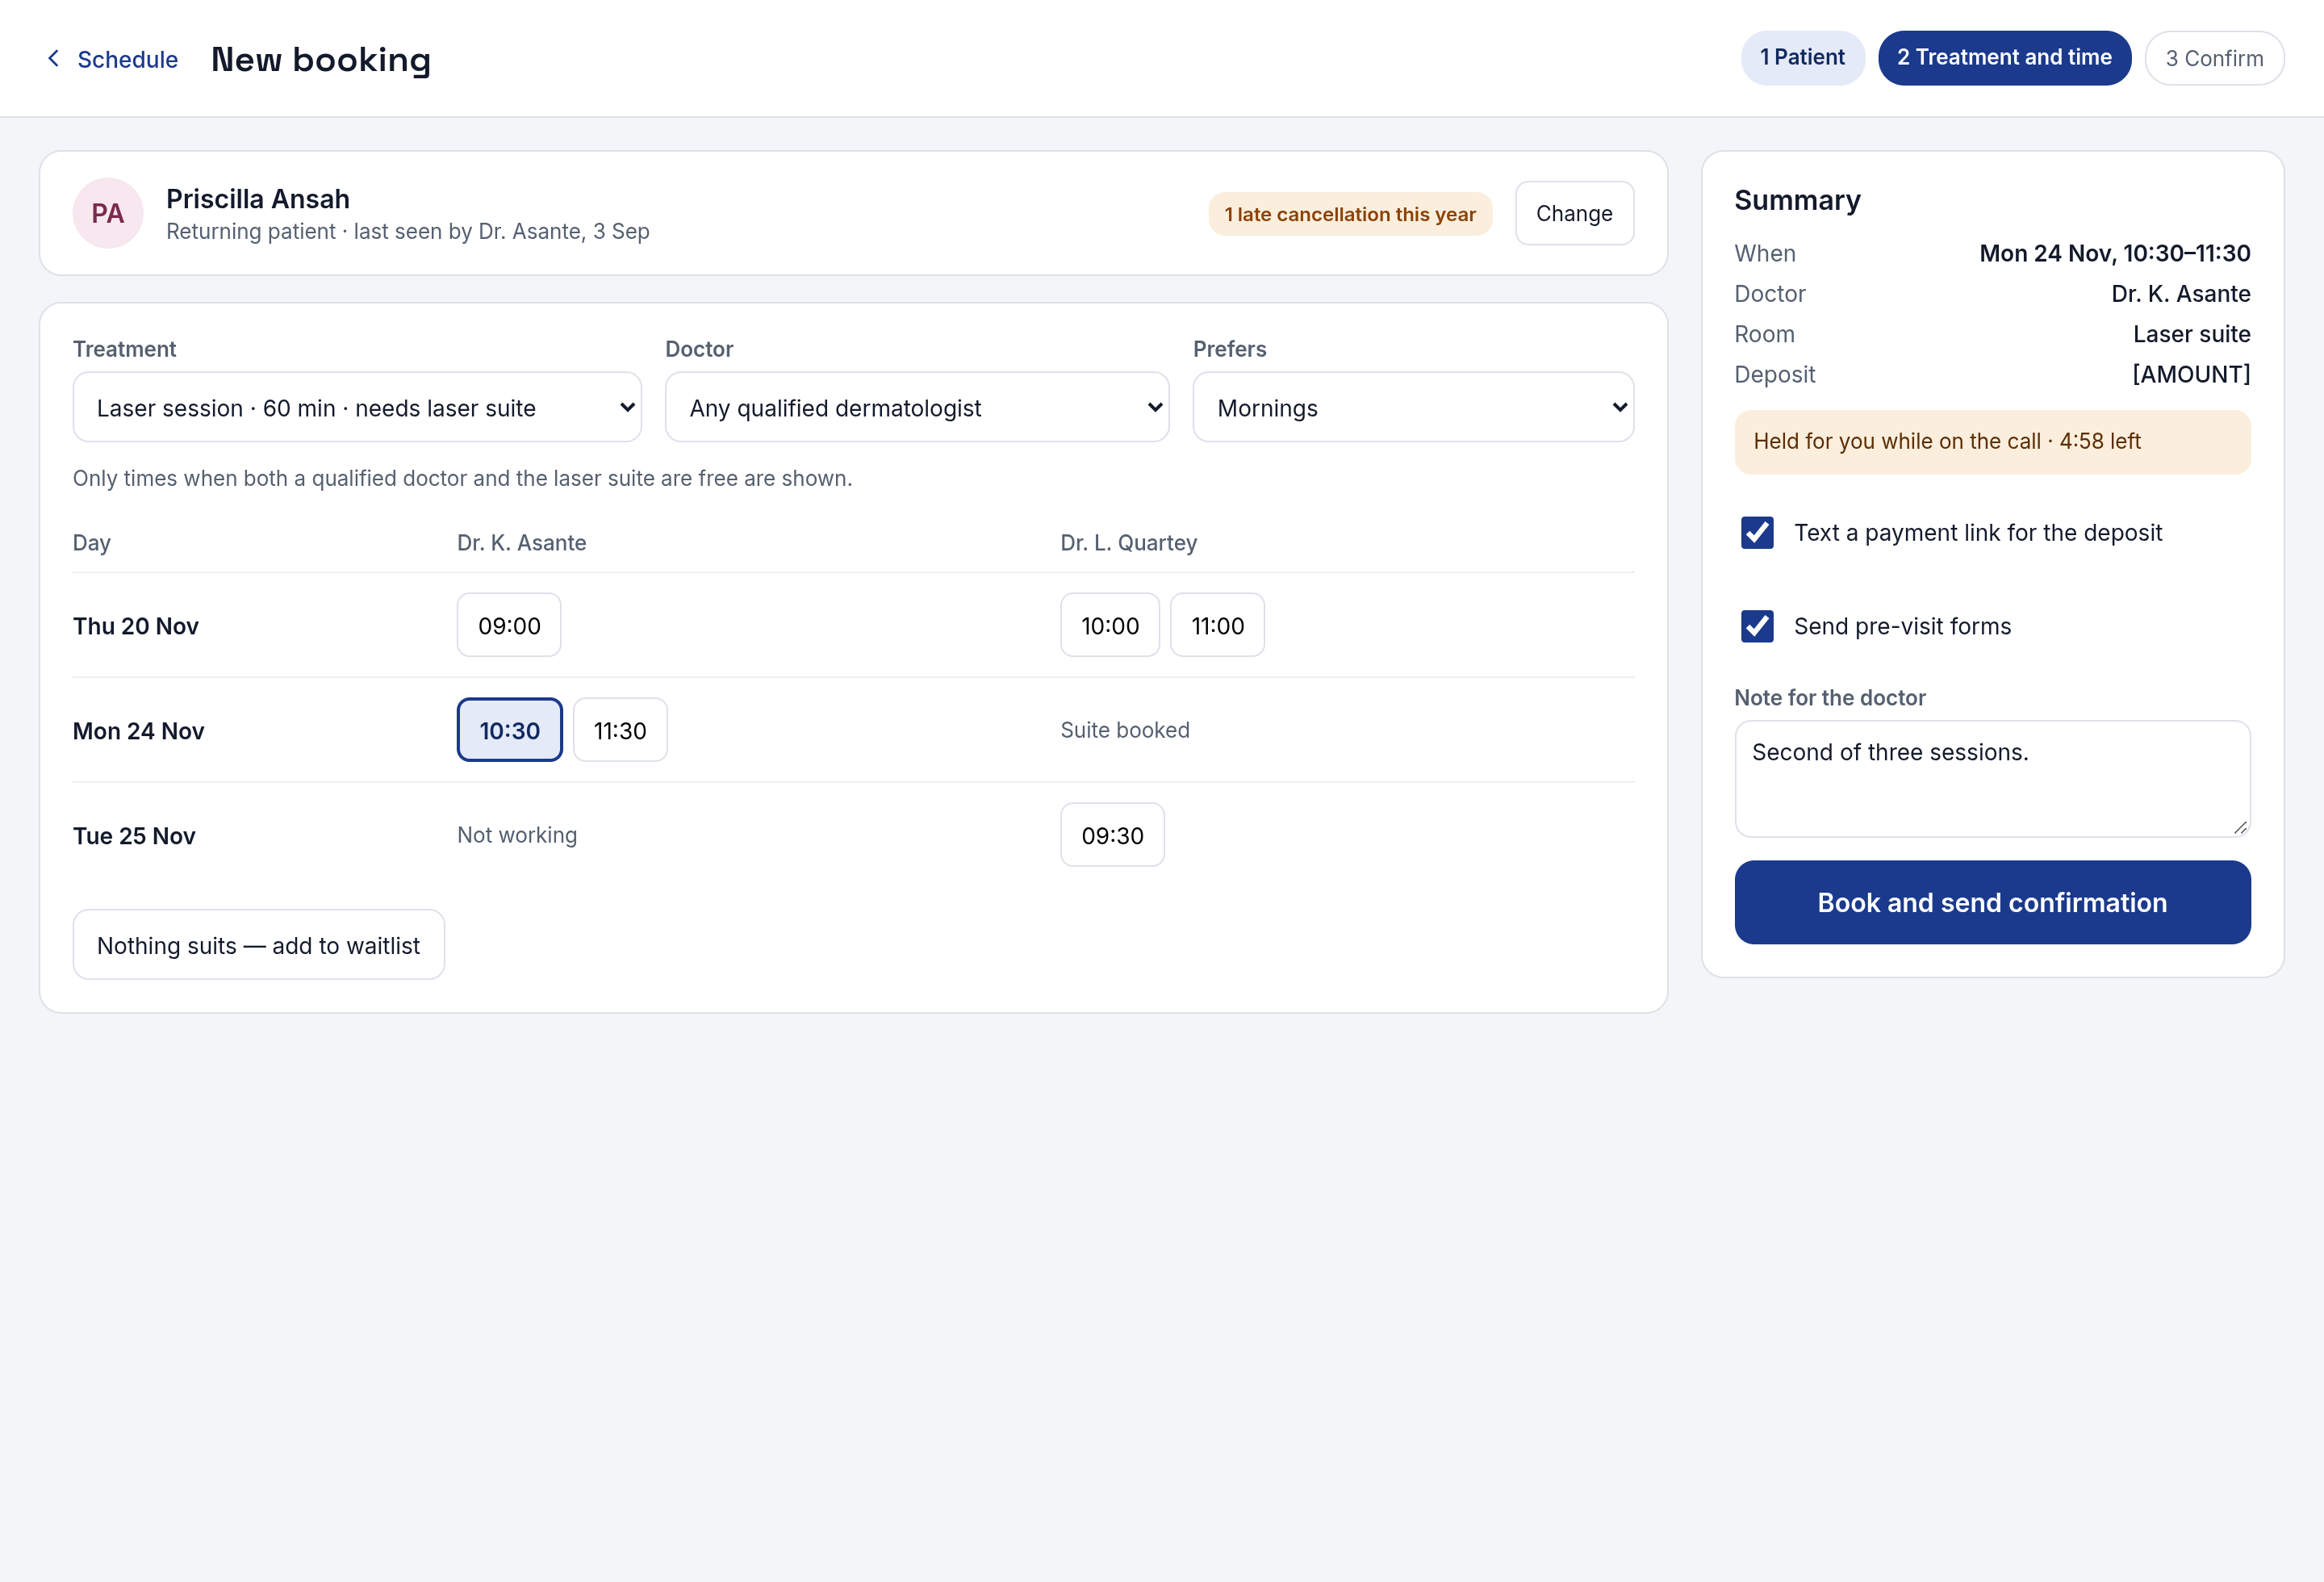 Schedule
New booking
1 Patient
2 Treatment and time
3 Confirm
PA
Priscilla Ansah
Returning patient · last seen by Dr. Asante, 3 Sep
1 late cancellation this year
Change
Treatment
Doctor
Prefers
Laser session · 60 min · needs laser suite
Any qualified dermatologist
Mornings
Only times when both a qualified doctor and the laser suite are free are shown.
Day
Dr. K. Asante
Dr. L. Quartey
Thu 20 Nov
09:00
10:00
11:00
Mon 24 Nov
10:30
11:30
Suite booked
Tue 25 Nov
Not working
09:30
Nothing suits — add to waitlist
Summary
When
Mon 24 Nov, 10:30–11:30
Doctor
Dr. K. Asante
Room
Laser suite
Deposit
[AMOUNT]
Held for you while on the call · 4:58 left
Text a payment link for the deposit
Send pre-visit forms
Note for the doctor
Second of three sessions.
Book and send confirmation